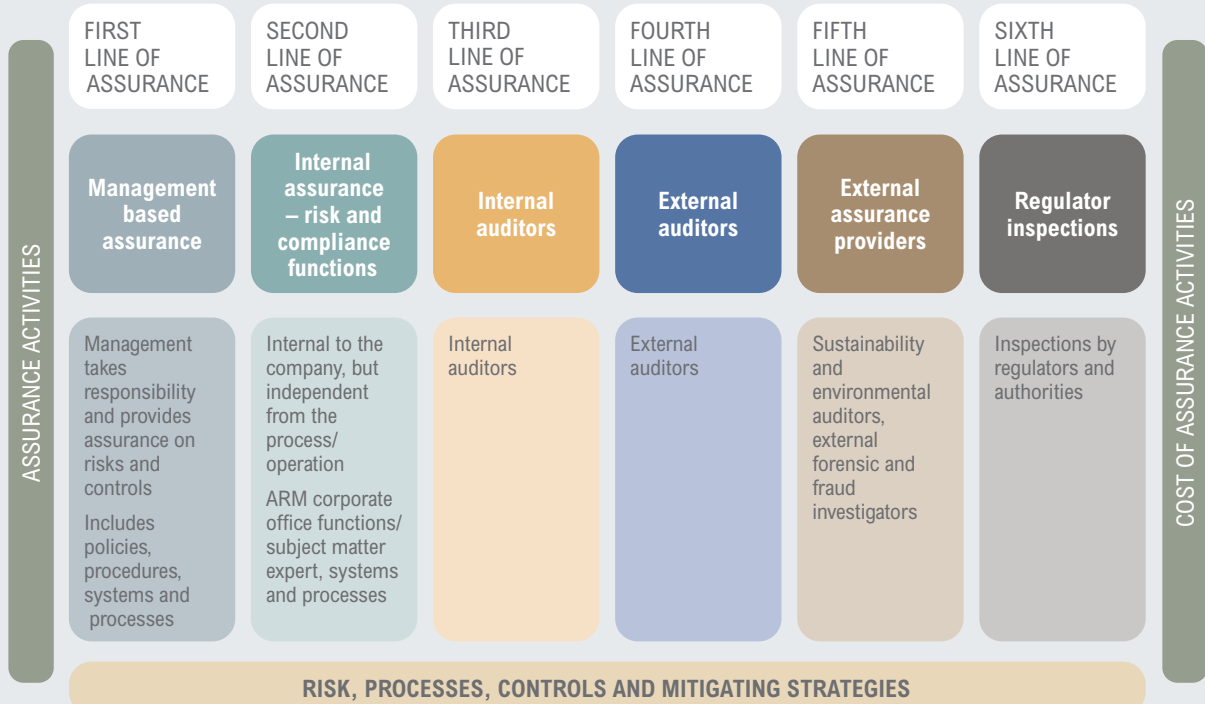 ASSURANCE ACTIVITIES
FIRST
LINE OF
ASSURANCE
SECOND
LINE OF
ASSURANCE
THIRD
LINE OF
ASSURANCE
FOURTH
LINE OF
ASSURANCE
FIFTH
LINE OF
ASSURANCE
SIXTH
LINE OF
ASSURANCE
Management
based
assurance
Internal
assurance
– risk and
compliance
functions
Internal
auditors
External
auditors
External
assurance
providers
Regulator
inspections
Management
takes
responsibility
and provides
assurance on
risks and
controls
Includes
policies,
procedures,
systems and
processes
Internal to the
company, but
independent
from the
process/
operation
ARM corporate
office functions/
subject matter
expert, systems
and processes
Internal
auditors
External
auditors
Sustainability
and
environmental
auditors,
external
forensic and
fraud
investigators
Inspections by
regulators and
authorities
COST OF ASSURANCE ACTIVITIES
RISK, PROCESSES, CONTROLS AND MITIGATING STRATEGIES